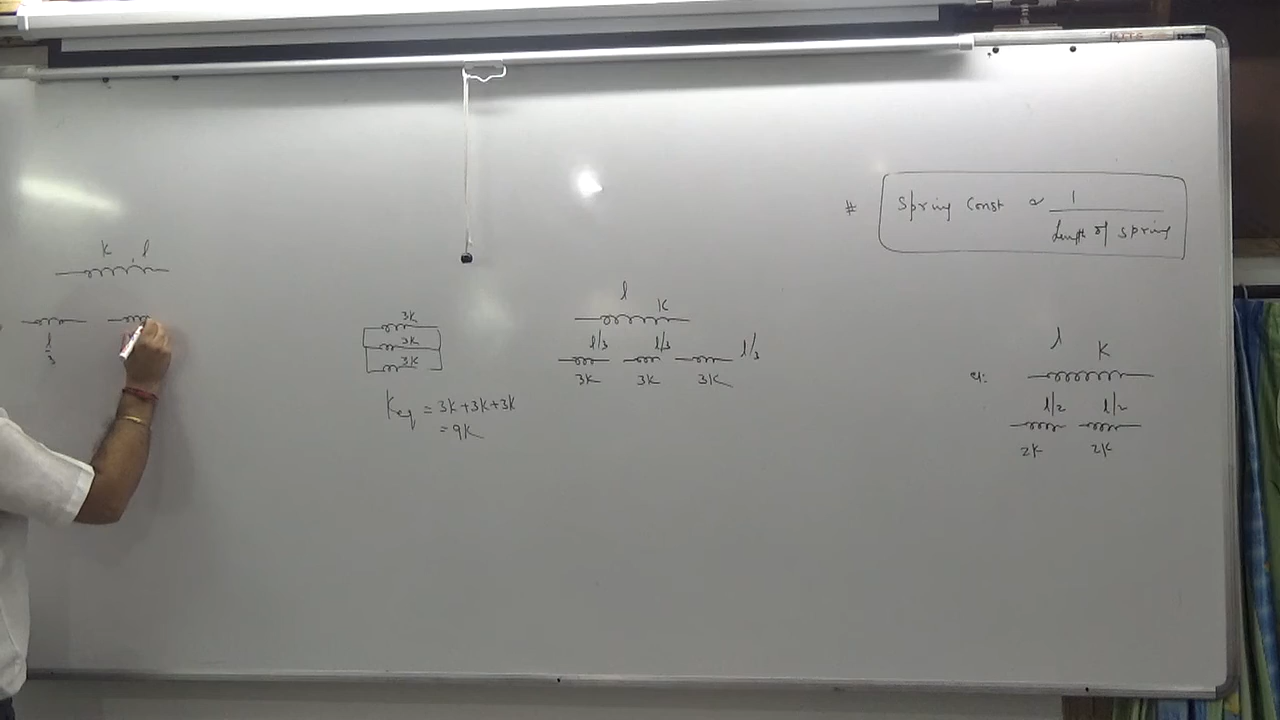 # Spring Const ∝ 1 / Length of Spring
K l
l/3
3K
3K
3K
Keq = 3K+3K+3K
= 9K
l K
l/3 l/3 l/3
3K 3K 3K
l K
l/2 l/2
2K 2K